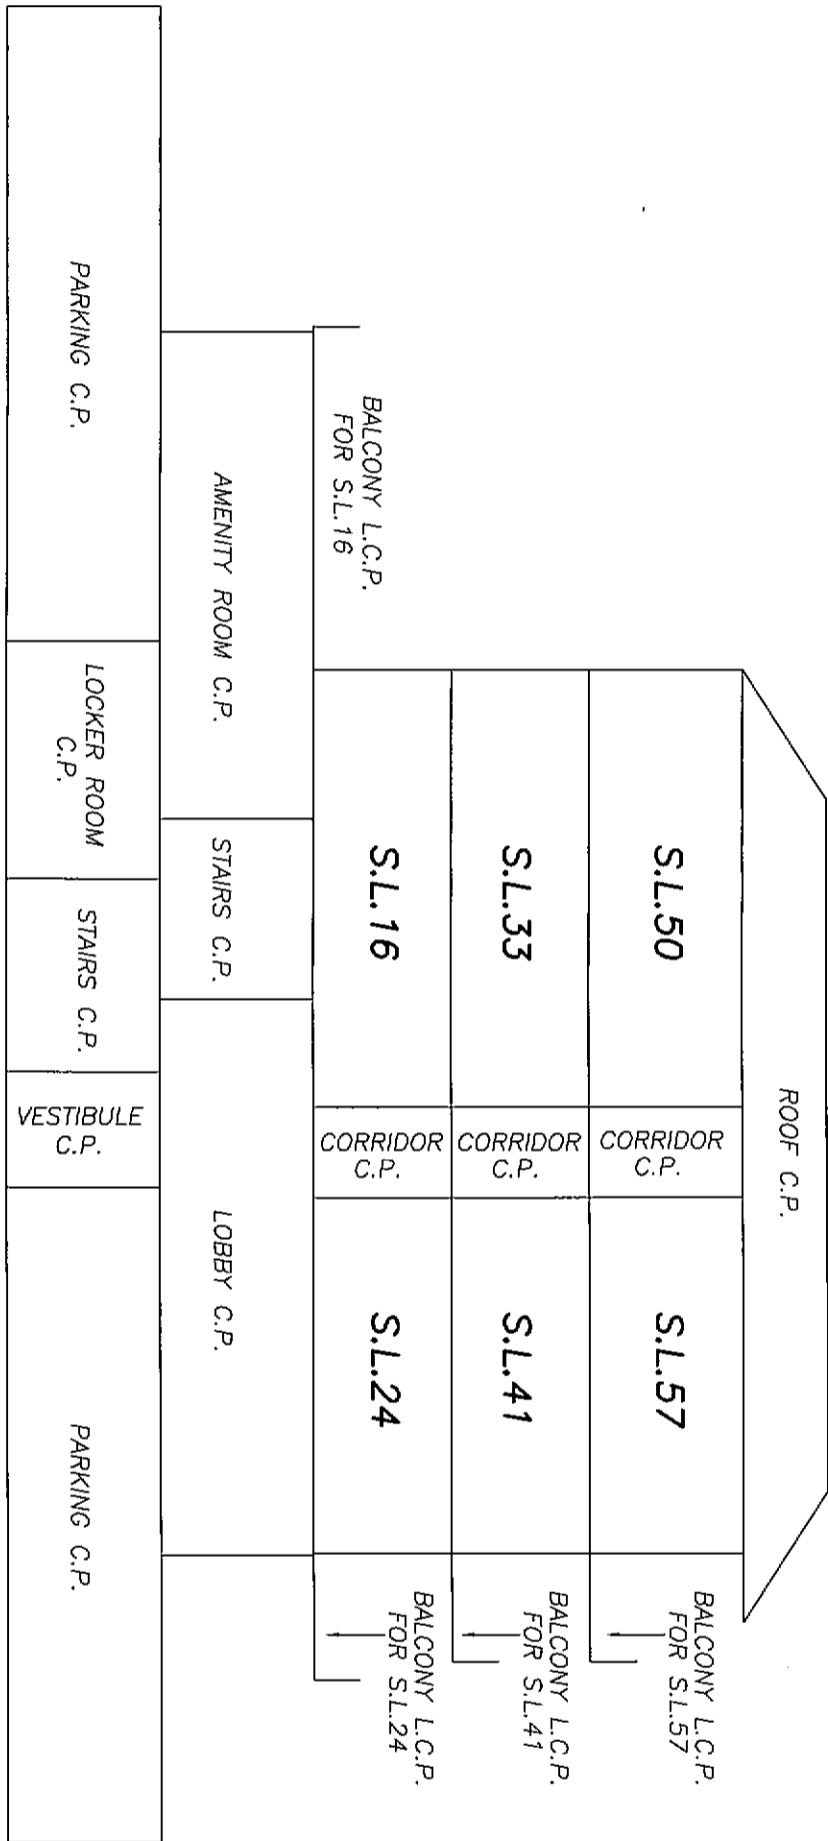 ROOF C.P.
S.L.50
CORRIDOR
C.P.
S.L.57
BALCONY L.C.P.
FOR S.L.57
S.L.33
CORRIDOR
C.P.
S.L.41
BALCONY L.C.P.
FOR S.L.41
BALCONY L.C.P.
FOR S.L.16
S.L.16
CORRIDOR
C.P.
S.L.24
BALCONY L.C.P.
FOR S.L.24
AMENITY ROOM C.P.
STAIRS C.P.
LOBBY C.P.
PARKING C.P.
LOCKER ROOM
C.P.
STAIRS C.P.
VESTIBULE
C.P.
PARKING C.P.